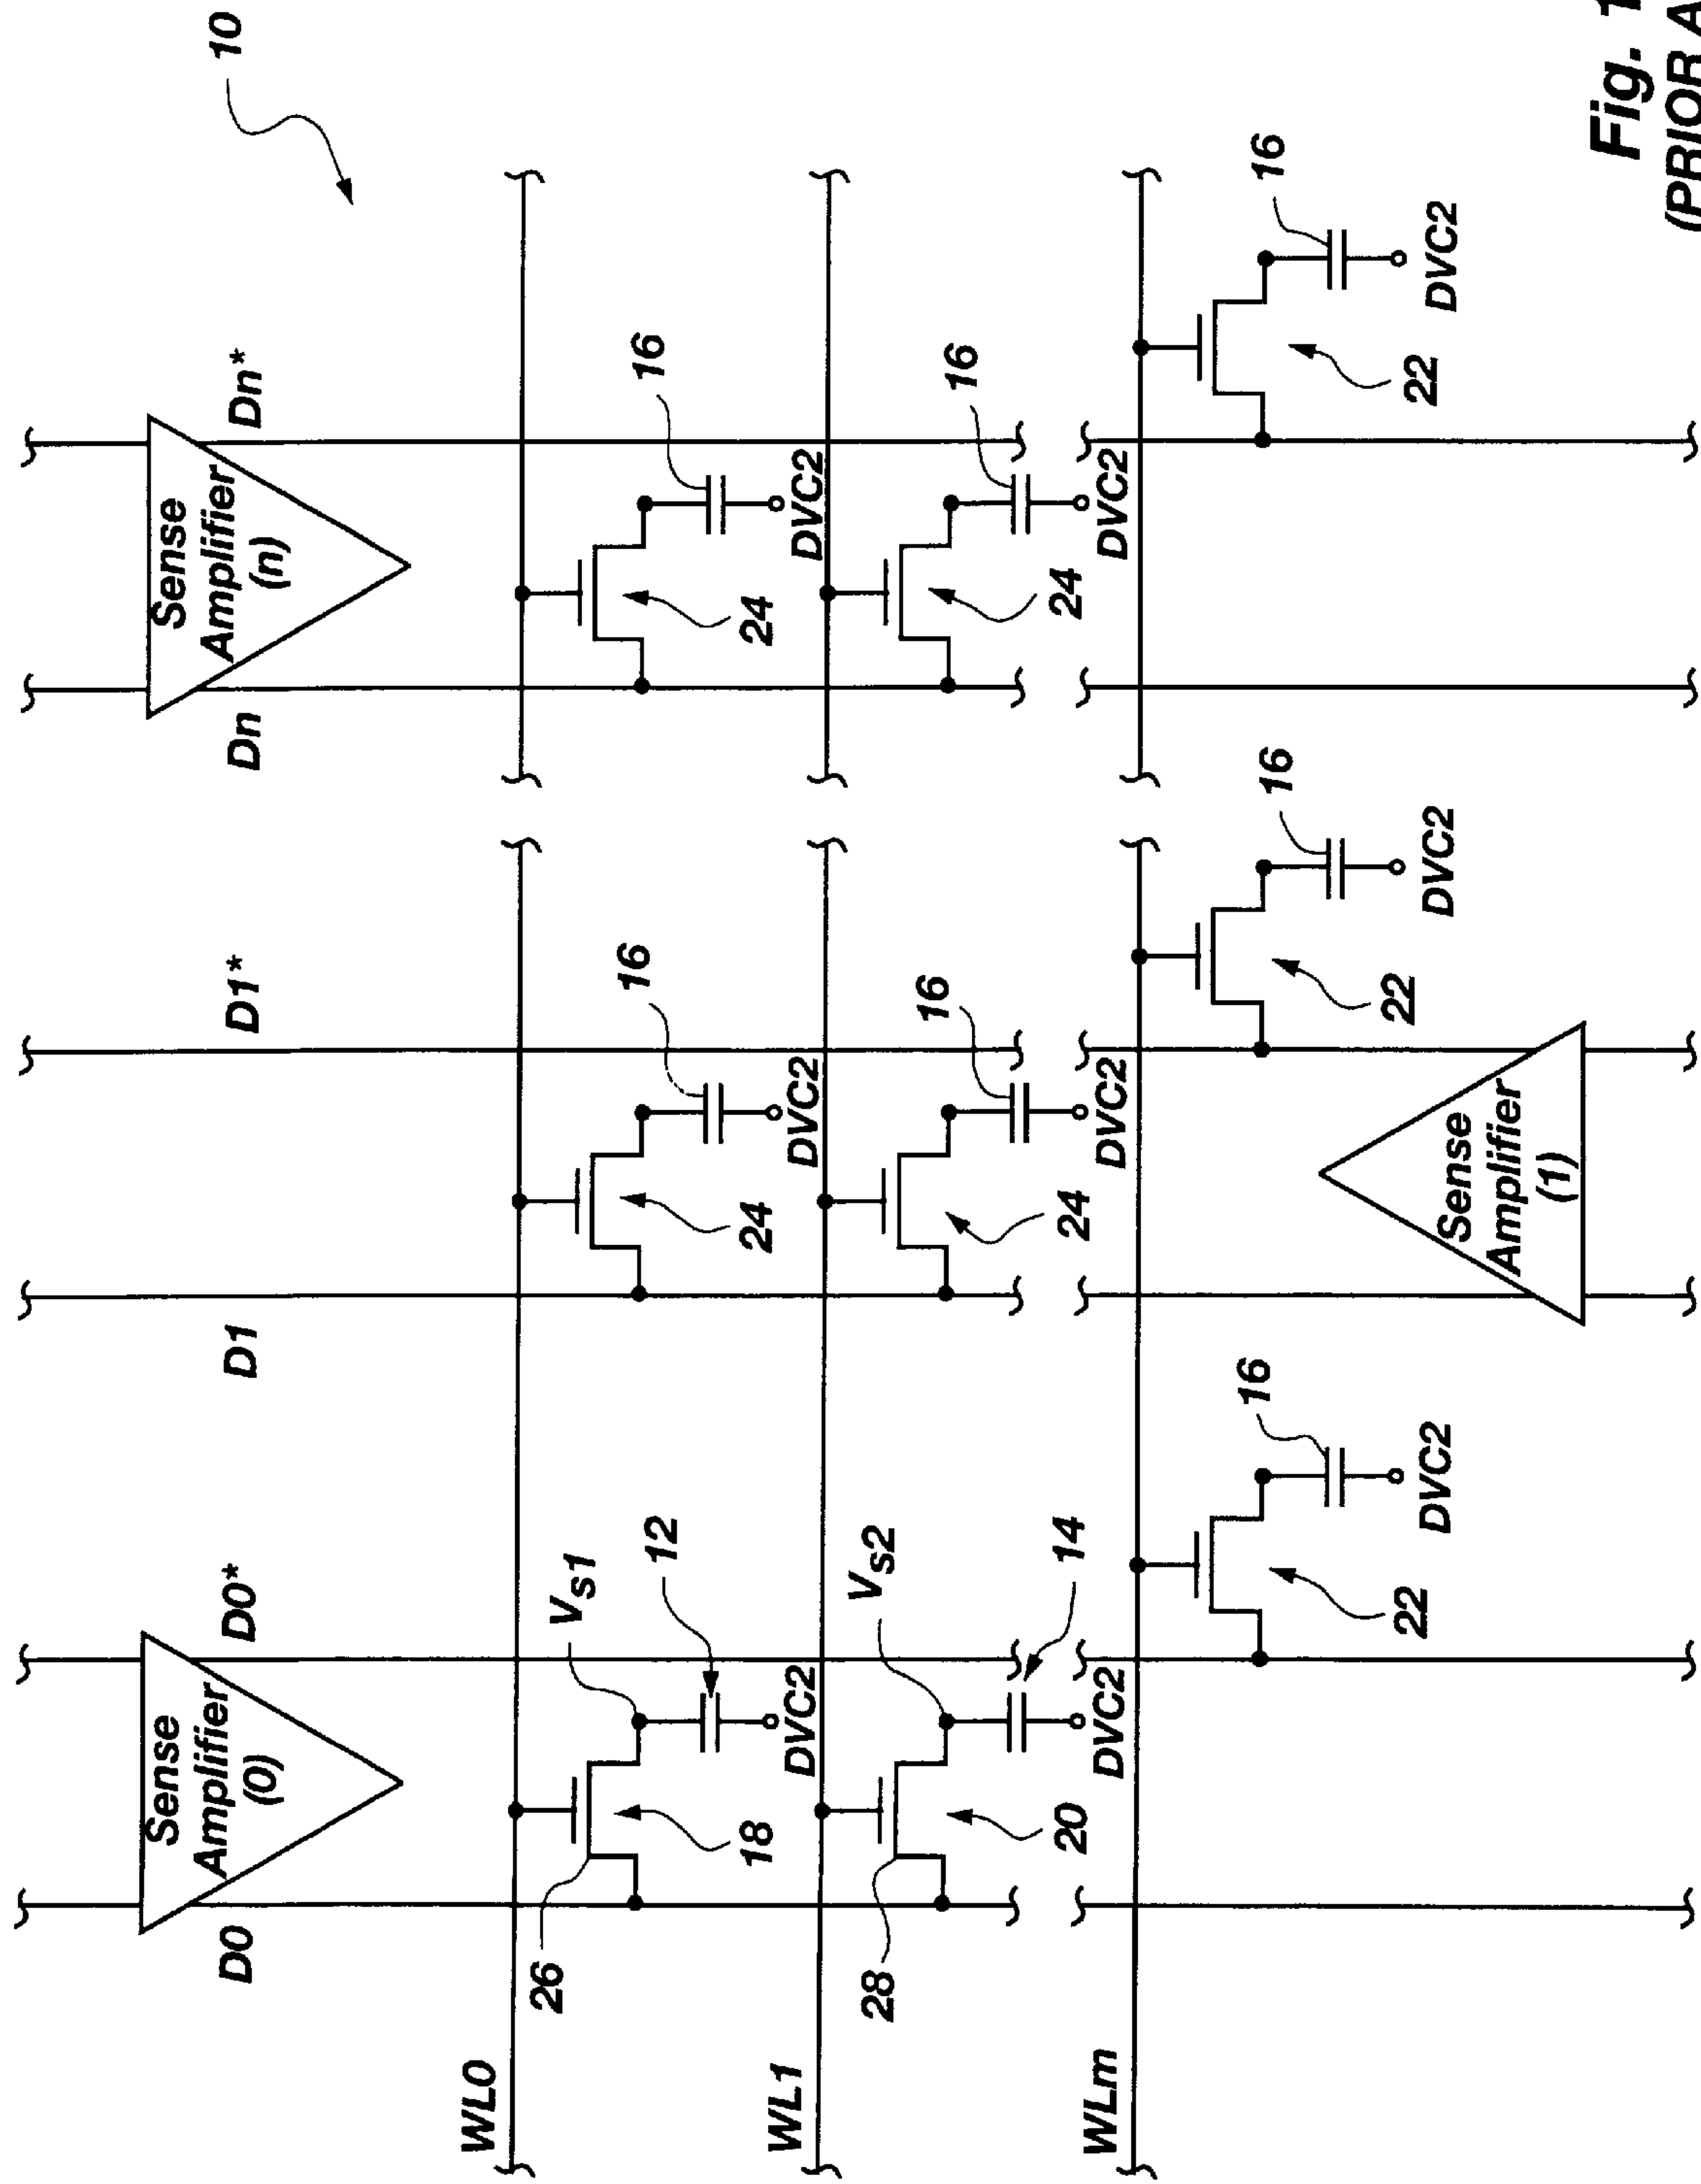 Sense
Amplifier
(0)
Sense
Amplifier
(n)
10
D0
D0*
D1
D1*
Dn
Dn*
WL0
26
Vs1
12
16
16
18
24
24
DVC2
DVC2
DVC2
WL1
28
Vs2
16
16
20
14
24
24
DVC2
DVC2
DVC2
WLm
16
16
16
22
22
22
DVC2
DVC2
DVC2
Sense
Amplifier
(1)
Fig. 1
(PRIOR A